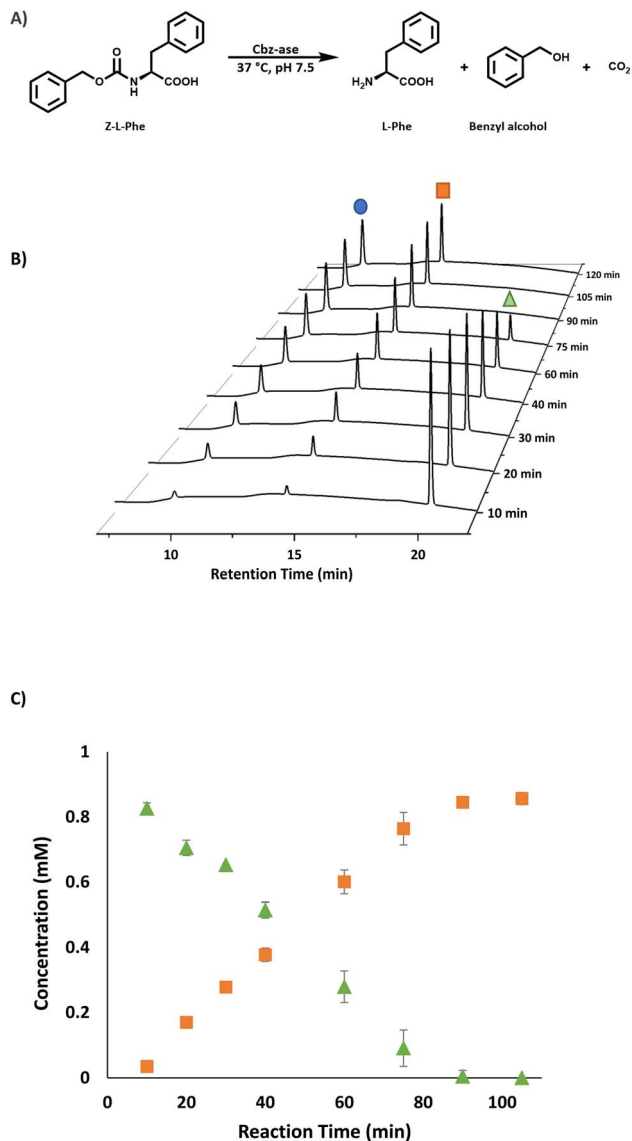 A)
O
O
N
H
COOH
Cbz-ase
37 °C, pH 7.5
H₂N
COOH
+
OH
+
CO₂
Z-L-Phe
L-Phe
Benzyl alcohol
B)
120 min
105 min
90 min
75 min
60 min
40 min
30 min
20 min
10 min
10
15
20
Retention Time (min)
C)
1
0.8
0.6
0.4
0.2
0
Concentration (mM)
0
20
40
60
80
100
Reaction Time (min)